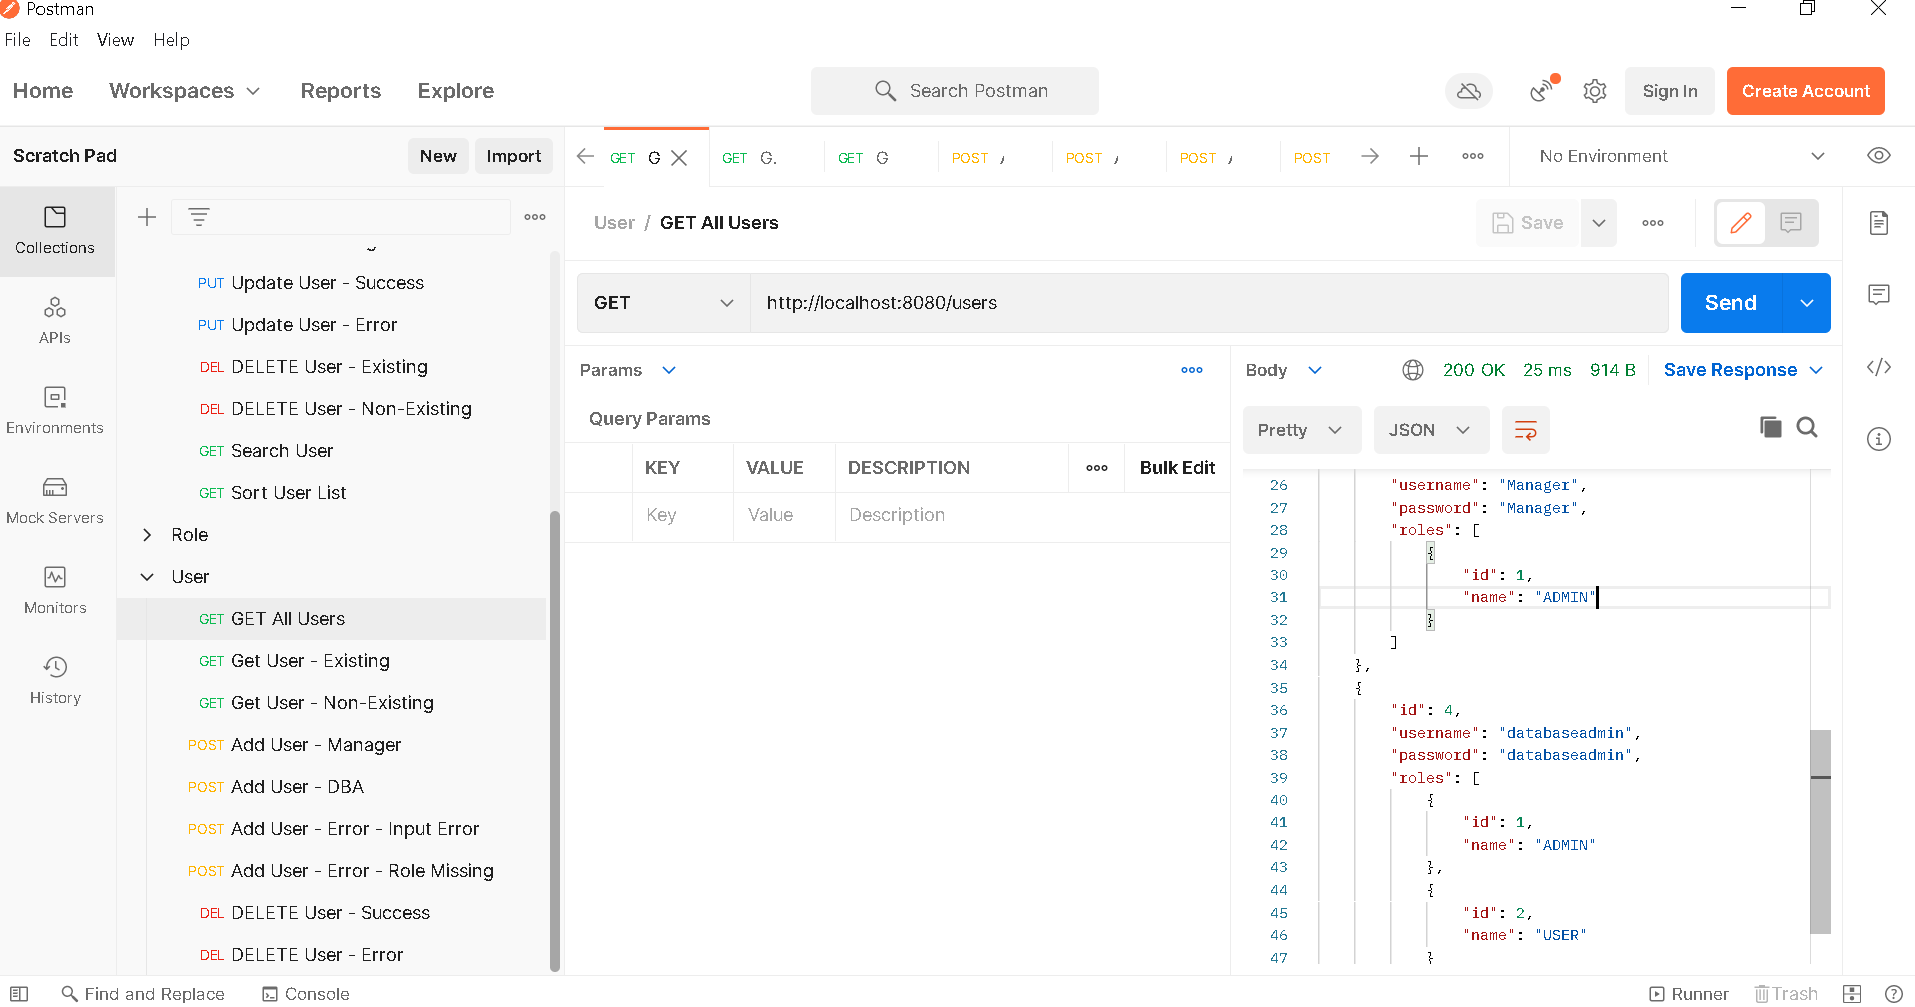 Postman
File Edit View Help
Home Workspaces Reports Explore Search Postman Sign In Create Account
Scratch Pad New Import
GET G GET G. GET G POST POST POST POST ooo No Environment
Collections
APIs
Environments
Mock Servers
Monitors
History
ooo
PUT Update User - Success
PUT Update User - Error
DEL DELETE User - Existing
DEL DELETE User - Non-Existing
GET Search User
GET Sort User List
Role
User
GET GET All Users
GET Get User - Existing
GET Get User - Non-Existing
POST Add User - Manager
POST Add User - DBA
POST Add User - Error - Input Error
POST Add User - Error - Role Missing
DEL DELETE User - Success
DEL DELETE User - Error
User / GET All Users Save ooo
GET http://localhost:8080/users Send
Params ooo
Query Params
KEY VALUE DESCRIPTION ooo Bulk Edit
Key Value Description
Body 200 OK 25 ms 914 B Save Response
Pretty JSON
26 "username": "Manager",
27 "password": "Manager",
28 "roles": [
29 {
30 "id": 1,
31 "name": "ADMIN"
32 }
33 ]
34 },
35 {
36 "id": 4,
37 "username": "databaseadmin",
38 "password": "databaseadmin",
39 "roles": [
40 {
41 "id": 1,
42 "name": "ADMIN"
43 },
44 {
45 "id": 2,
46 "name": "USER"
47 }
Find and Replace Console Runner Trash